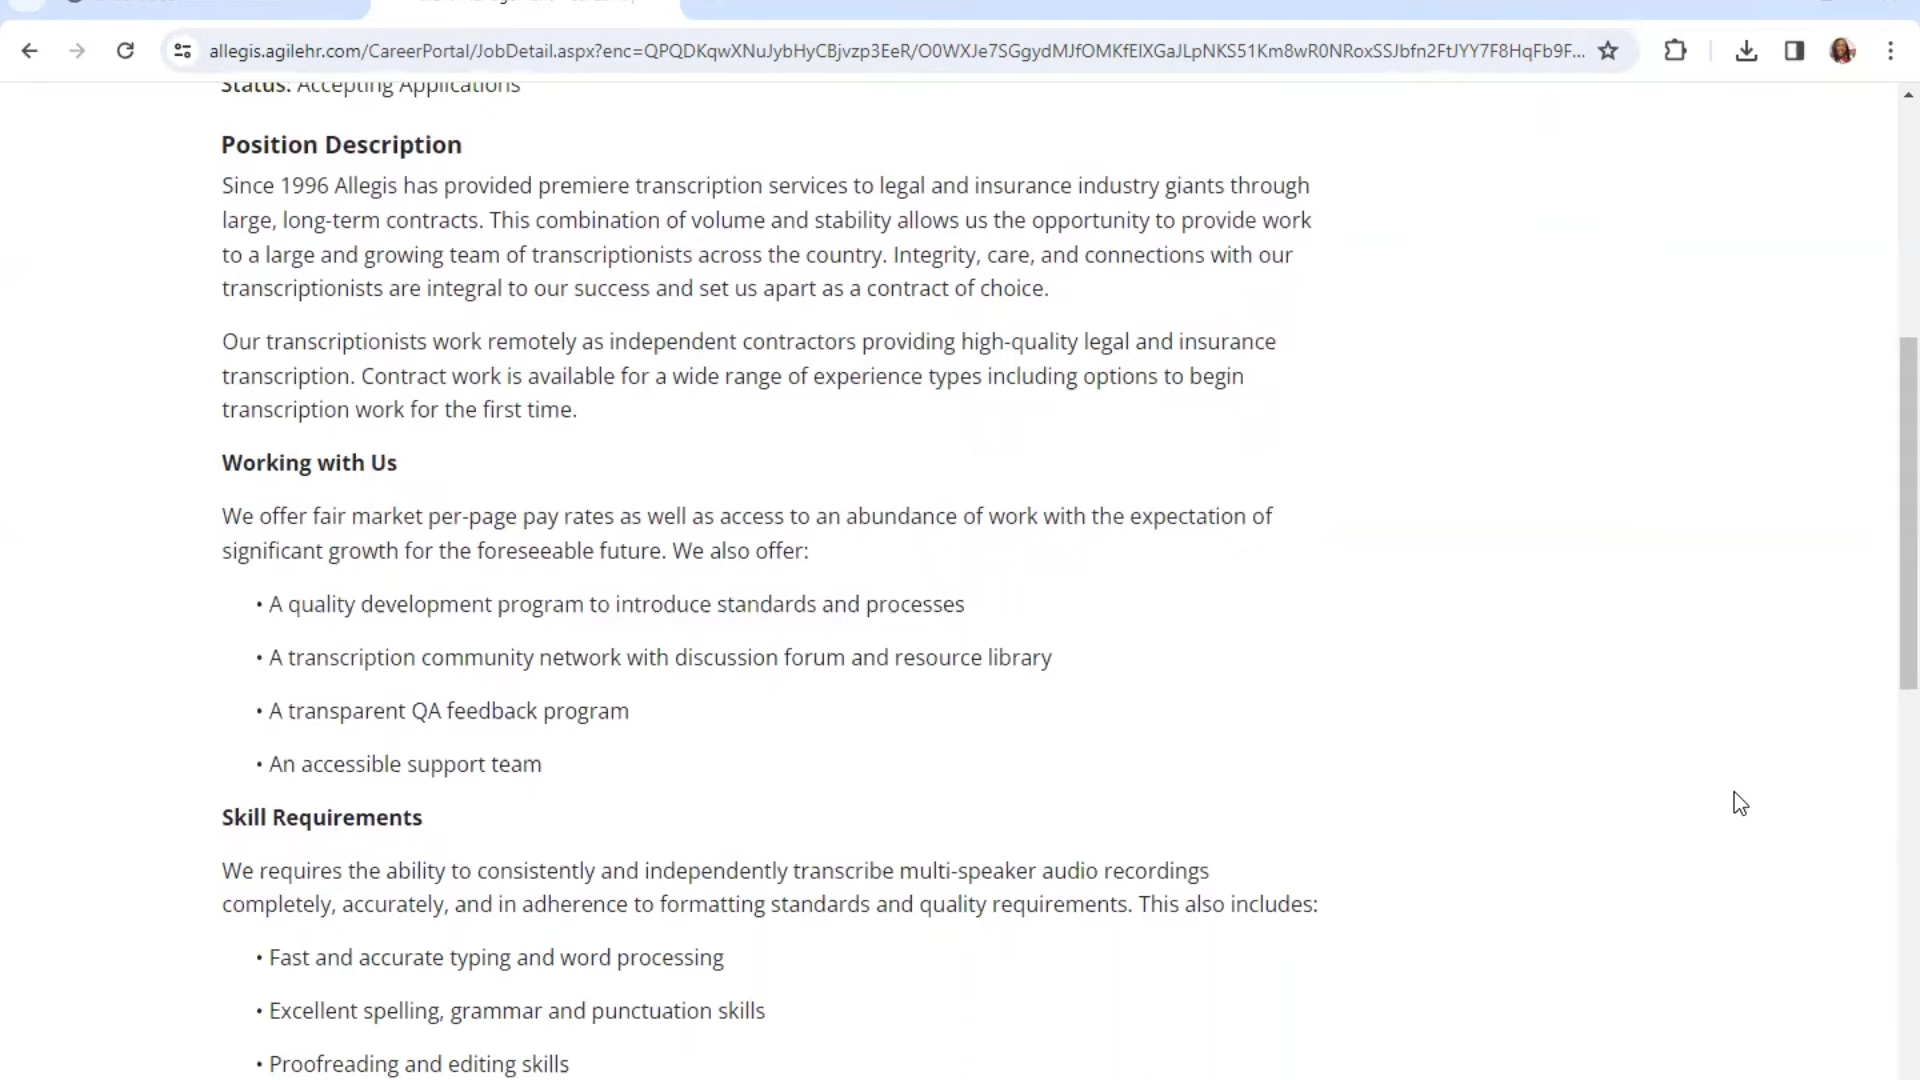 allegis.agilehr.com/CareerPortal/JobDetail.aspx?enc=QPQDKqwXNuJybHyCBjvzp3EeR/O0WXJe7SGgydMJfOMKfEIXGaJLpNKS51Km8wR0NRoxSSJbfn2FtJYY7F8HqFb9F...
Status: Accepting Applications
Position Description
Since 1996 Allegis has provided premiere transcription services to legal and insurance industry giants through
large, long-term contracts. This combination of volume and stability allows us the opportunity to provide work
to a large and growing team of transcriptionists across the country. Integrity, care, and connections with our
transcriptionists are integral to our success and set us apart as a contract of choice.
Our transcriptionists work remotely as independent contractors providing high-quality legal and insurance
transcription. Contract work is available for a wide range of experience types including options to begin
transcription work for the first time.
Working with Us
We offer fair market per-page pay rates as well as access to an abundance of work with the expectation of
significant growth for the foreseeable future. We also offer:
• A quality development program to introduce standards and processes
• A transcription community network with discussion forum and resource library
• A transparent QA feedback program
• An accessible support team
Skill Requirements
We requires the ability to consistently and independently transcribe multi-speaker audio recordings
completely, accurately, and in adherence to formatting standards and quality requirements. This also includes:
• Fast and accurate typing and word processing
• Excellent spelling, grammar and punctuation skills
• Proofreading and editing skills